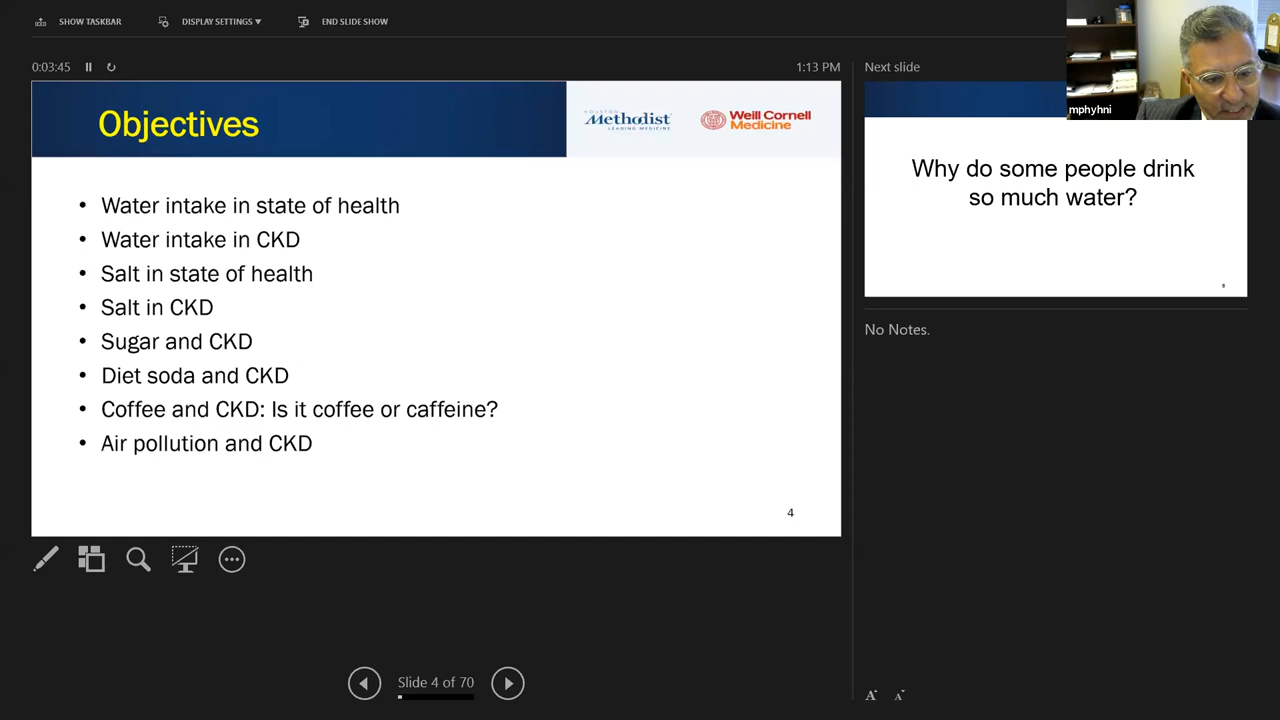 SHOW TASKBAR
DISPLAY SETTINGS ▾
END SLIDE SHOW
0:03:45
1:13 PM
Objectives
HOUSTON
Methodist
LEADING MEDICINE
Weill Cornell
Medicine
• Water intake in state of health
• Water intake in CKD
• Salt in state of health
• Salt in CKD
• Sugar and CKD
• Diet soda and CKD
• Coffee and CKD: Is it coffee or caffeine?
• Air pollution and CKD
4
Slide 4 of 70
Next slide
mphyhni
Why do some people drink
so much water?
No Notes.
A
A